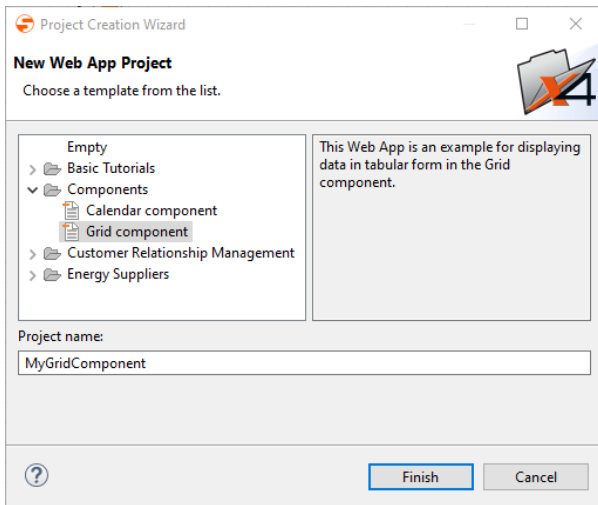 Project Creation Wizard
New Web App Project
Choose a template from the list.
X4
Empty
Basic Tutorials
Components
Calendar component
Grid component
Customer Relationship Management
Energy Suppliers
This Web App is an example for displaying
data in tabular form in the Grid
component.
Project name:
MyGridComponent
?
Finish
Cancel